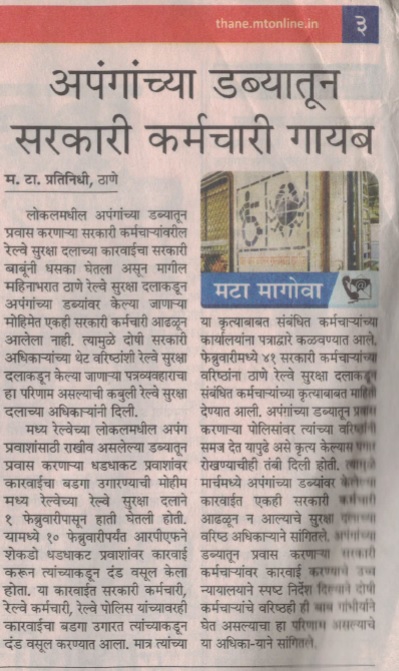 thane.mtonline.in
३
अपंगांच्या डब्यातून
सरकारी कर्मचारी गायब
म. टा. प्रतिनिधी, ठाणे
लोकलमधील अपंगांच्या डब्यातून
प्रवास करणाऱ्या सरकारी कर्मचाऱ्यांवरील
रेल्वे सुरक्षा दलाच्या कारवाईचा सरकारी
बाबूंनी धसका घेतला असून मागील
महिनाभरात ठाणे रेल्वे सुरक्षा दलाकडून
अपंगांच्या डब्यांवर केल्या जाणाऱ्या
मोहिमेत एकही सरकारी कर्मचारी आढळून
आलेला नाही. त्यामुळे दोषी सरकारी
अधिकाऱ्यांच्या थेट वरिष्ठांशी रेल्वे सुरक्षा
दलाकडून केल्या जाणाऱ्या पत्रव्यवहाराचा
हा परिणाम असल्याची कबुली रेल्वे सुरक्षा
दलाच्या अधिकाऱ्यांनी दिली.
मध्य रेल्वेच्या लोकलमधील अपंग
प्रवाशांसाठी राखीव असलेल्या डब्यातून
प्रवास करणाऱ्या धडधाकट प्रवाशांवर
कारवाईचा बडगा उगारण्याची मोहीम
मध्य रेल्वेच्या रेल्वे सुरक्षा दलाने
१ फेब्रुवारीपासून हाती घेतली होती.
यामध्ये १० फेब्रुवारीपर्यंत आरपीएफने
शेकडो धडधाकट प्रवाशांवर कारवाई
करून त्यांच्याकडून दंड वसूल केला
होता. या कारवाईत सरकारी कर्मचारी,
रेल्वे कर्मचारी, रेल्वे पोलिस यांच्यावरही
कारवाईचा बडगा उगारत त्यांच्याकडून
दंड वसूल करण्यात आला. मात्र त्यांच्या
मटा मागोवा
या कृत्याबाबत संबंधित कर्मचाऱ्यांच्या
कार्यालयांना पत्राद्वारे कळवण्यात आले.
फेब्रुवारीमध्ये ४१ सरकारी कर्मचाऱ्यांच्या
वरिष्ठांना ठाणे रेल्वे सुरक्षा दलाकडून
संबंधित कर्मचाऱ्यांच्या कृत्याबाबत माहिती
देण्यात आली. अपंगांच्या डब्यातून प्रवास
करणाऱ्या पोलिसांवर त्यांच्या वरिष्ठांनी
समज देत यापुढे असे कृत्य केल्यास पगार
रोखण्याचीही तंबी दिली होती. त्यामुळे
मार्चमध्ये अपंगांच्या डब्यांवर केलेल्या
कारवाईत एकही सरकारी कर्मचारी
आढळून न आल्याचे सुरक्षा दलाच्या
वरिष्ठ अधिकाऱ्याने सांगितले. अपंगांच्या
डब्यातून प्रवास करणाऱ्या सरकारी
कर्मचाऱ्यांवर कारवाई करण्याचे उच्च
न्यायालयाने स्पष्ट निर्देश दिल्याने दोषी
कर्मचाऱ्यांचे वरिष्ठही ही बाब गांभीर्याने
घेत असल्याचा हा परिणाम असल्याचे
या अधिका-याने सांगितले.